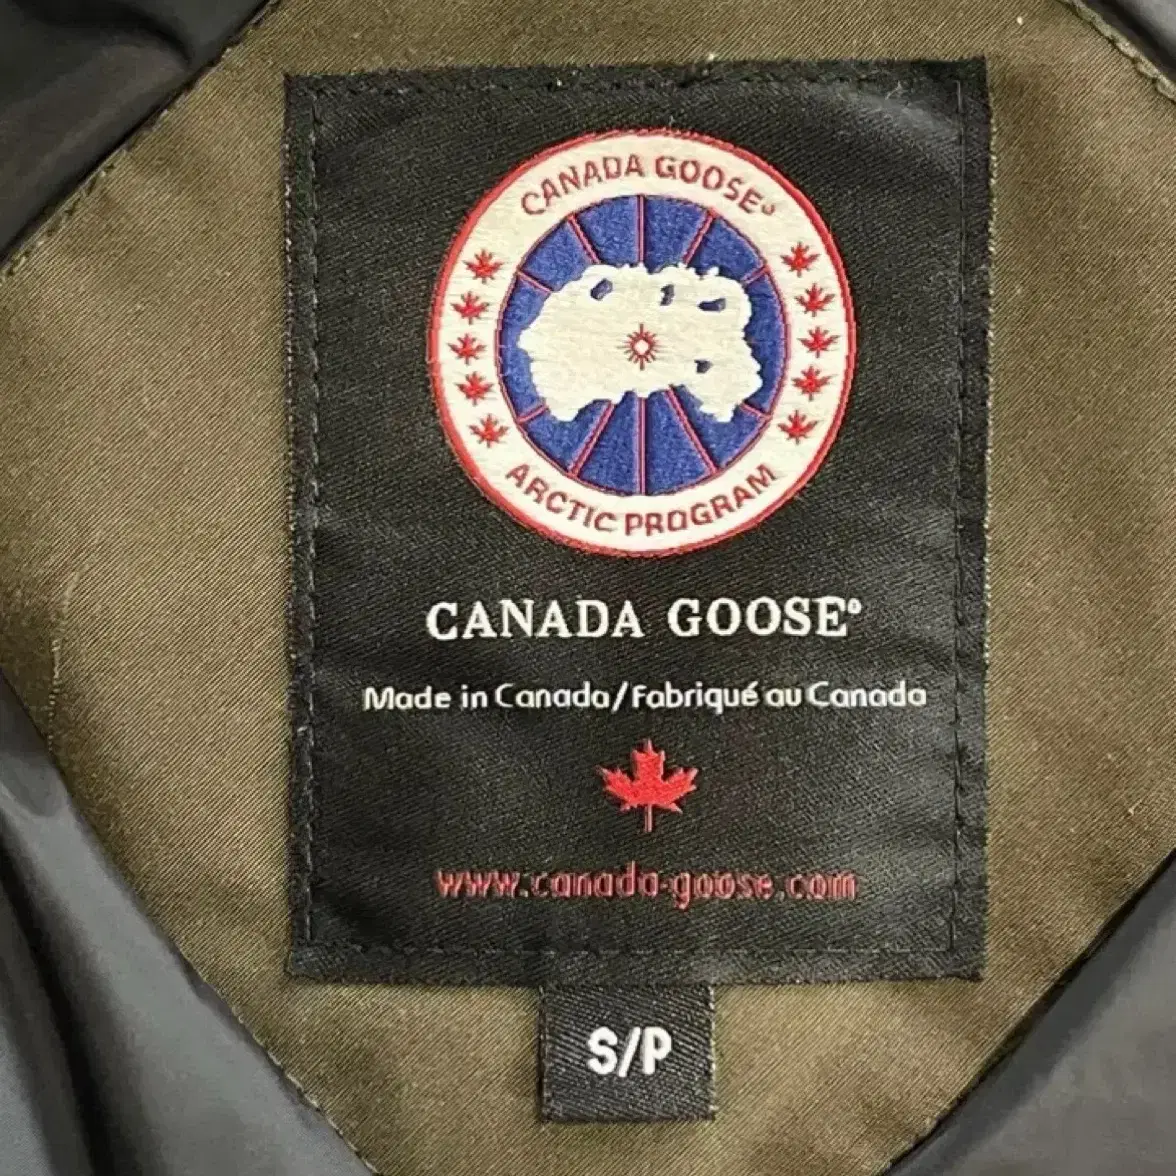 CANADA GOOSE®
ARCTIC PROGRAM
CANADA GOOSE®
Made in Canada/Fabriqué au Canada
www.canada-goose.com
S/P